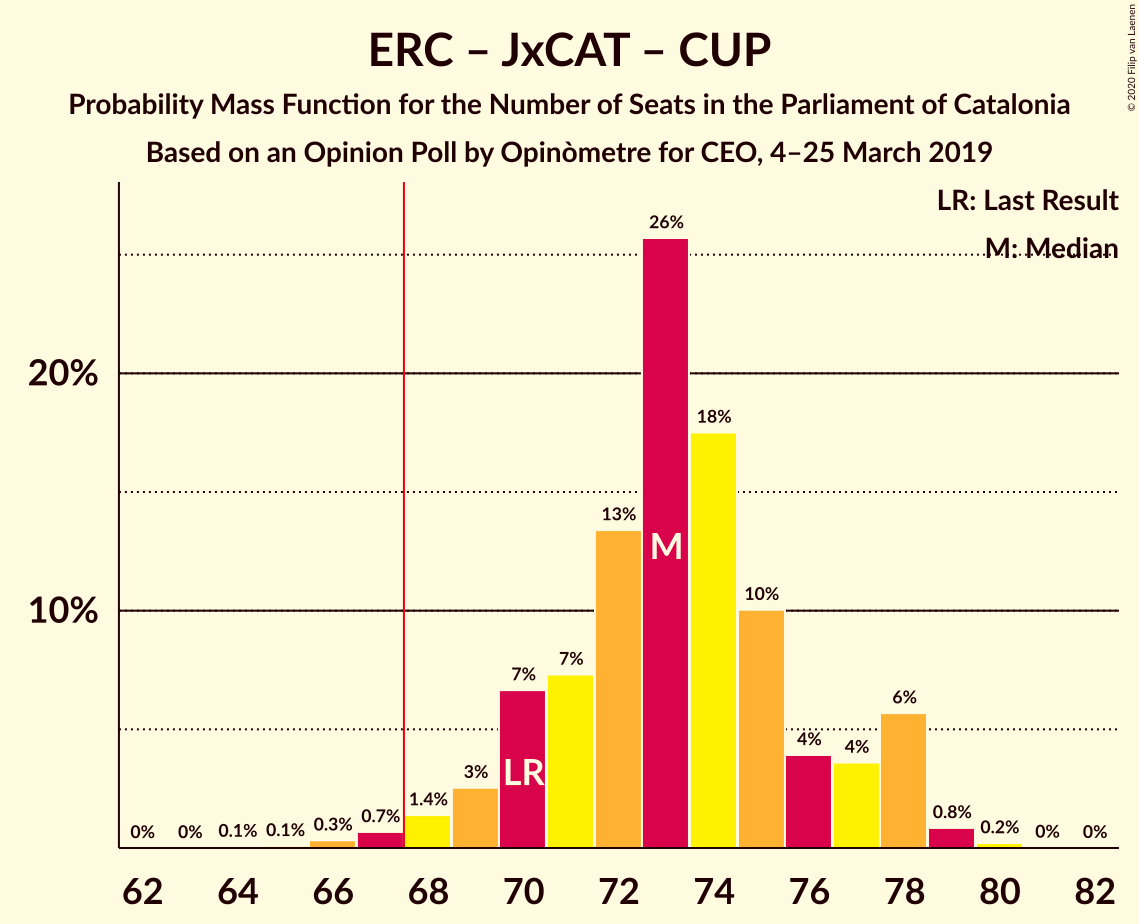 ERC – JxCAT – CUP
Probability Mass Function for the Number of Seats in the Parliament of Catalonia
Based on an Opinion Poll by Opinòmetre for CEO, 4–25 March 2019
© 2020 Filip van Laenen
LR: Last Result
M: Median
20%
10%
0% 0% 0.1% 0.1% 0.3% 0.7% 1.4% 3% 7% 7% 13% 26% 18% 10% 4% 4% 6% 0.8% 0.2% 0% 0%
LR M
62 64 66 68 70 72 74 76 78 80 82